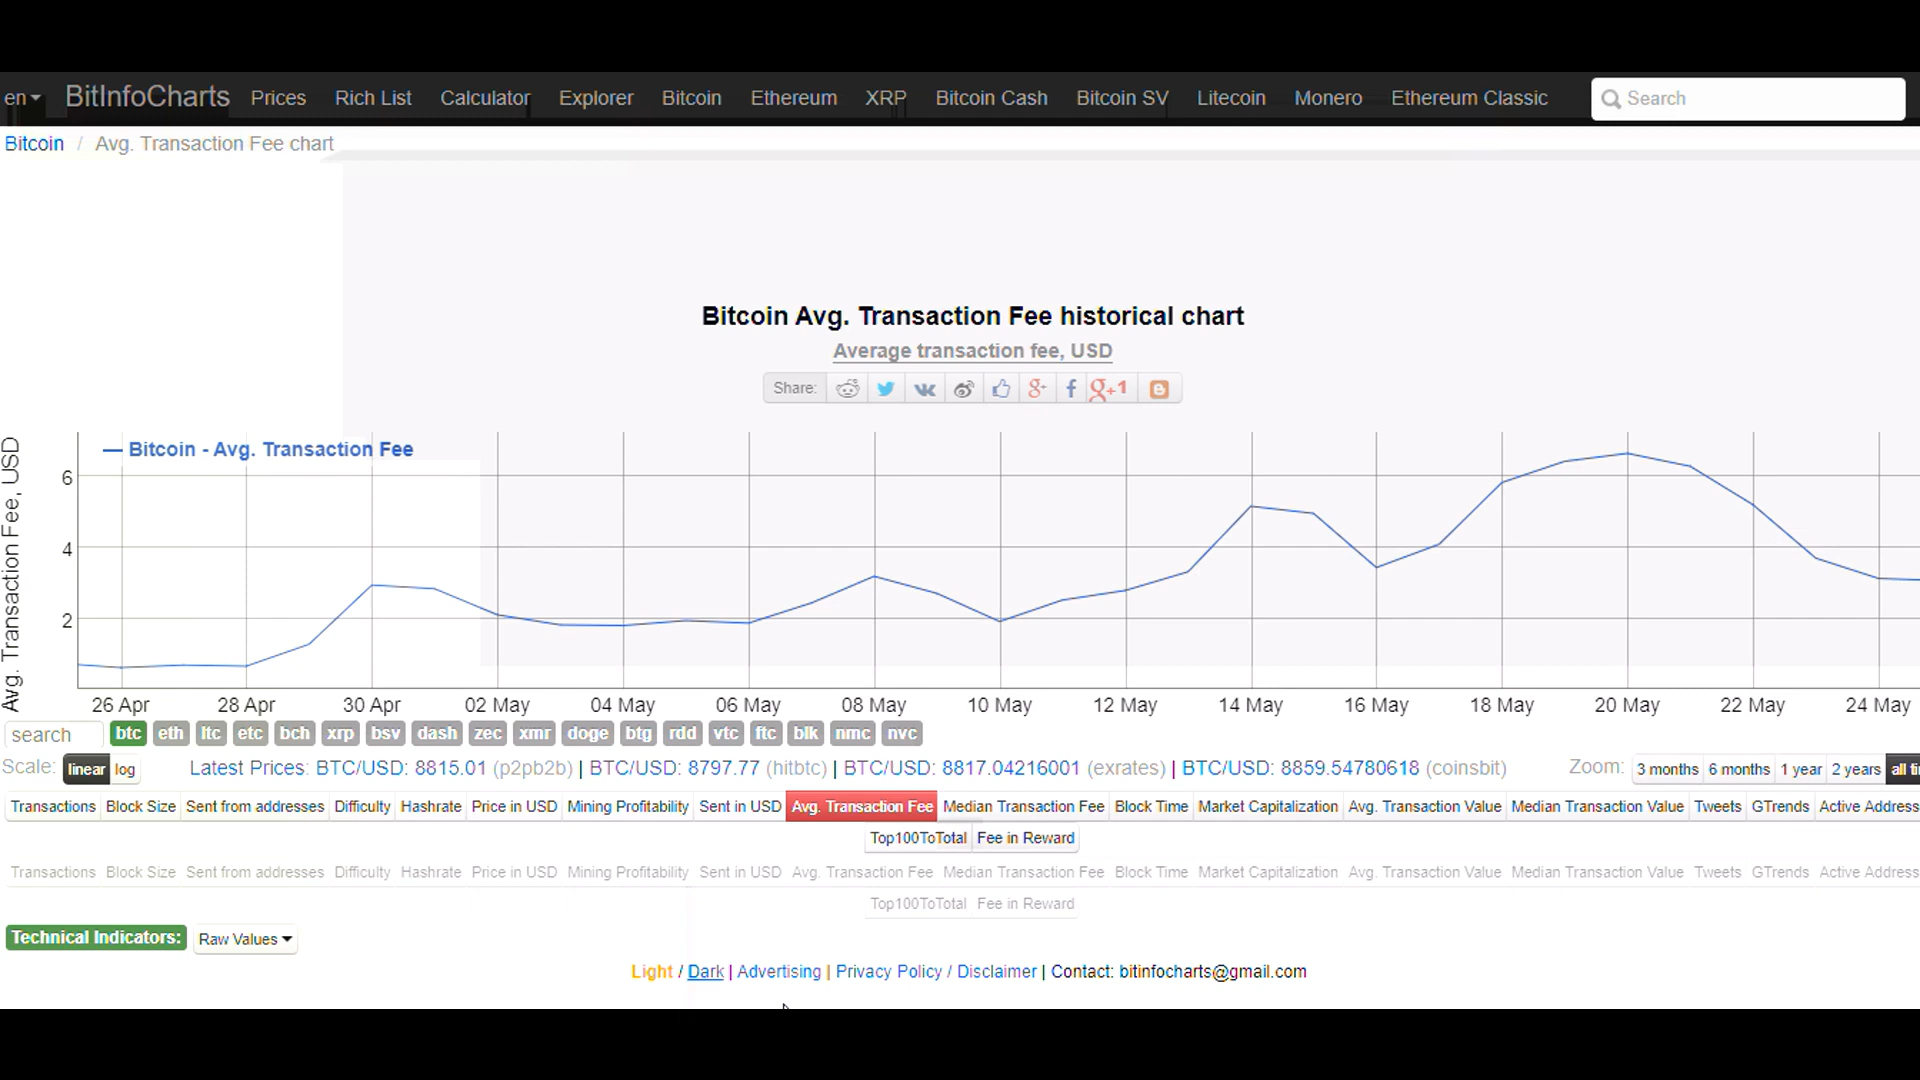 en BitInfoCharts Prices Rich List Calculator Explorer Bitcoin Ethereum XRP Bitcoin Cash Bitcoin SV Litecoin Monero Ethereum Classic Search
Bitcoin / Avg. Transaction Fee chart
Bitcoin Avg. Transaction Fee historical chart
Average transaction fee, USD
Share: g+ f g+1
Avg. Transaction Fee, USD
Bitcoin - Avg. Transaction Fee
6
4
2
26 Apr 28 Apr 30 Apr 02 May 04 May 06 May 08 May 10 May 12 May 14 May 16 May 18 May 20 May 22 May 24 May
search btc eth ltc etc bch xrp bsv dash zec xmr doge btg rdd vtc ftc blk nmc nvc
Scale: linear log Latest Prices: BTC/USD: 8815.01 (p2pb2b) | BTC/USD: 8797.77 (hitbtc) | BTC/USD: 8817.04216001 (exrates) | BTC/USD: 8859.54780618 (coinsbit) Zoom: 3 months 6 months 1 year 2 years all ti
Transactions Block Size Sent from addresses Difficulty Hashrate Price in USD Mining Profitability Sent in USD Avg. Transaction Fee Median Transaction Fee Block Time Market Capitalization Avg. Transaction Value Median Transaction Value Tweets GTrends Active Address
Top100ToTotal Fee in Reward
Transactions Block Size Sent from addresses Difficulty Hashrate Price in USD Mining Profitability Sent in USD Avg. Transaction Fee Median Transaction Fee Block Time Market Capitalization Avg. Transaction Value Median Transaction Value Tweets GTrends Active Address
Top100ToTotal Fee in Reward
Technical Indicators: Raw Values
Light / Dark | Advertising | Privacy Policy / Disclaimer | Contact: bitinfocharts@gmail.com